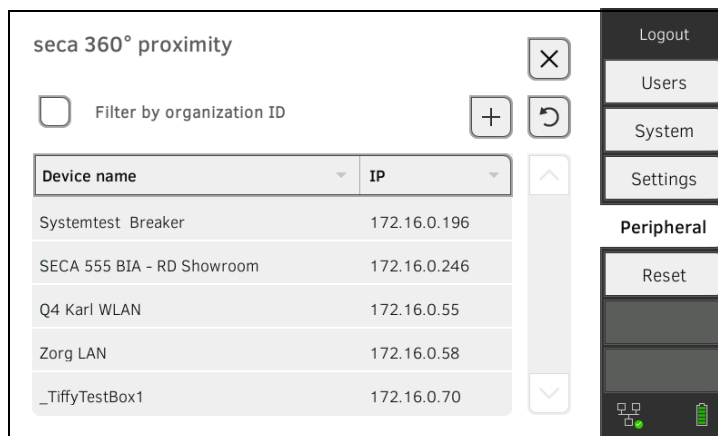 seca 360° proximity
Filter by organization ID
Device name IP
Systemtest Breaker 172.16.0.196
SECA 555 BIA - RD Showroom 172.16.0.246
Q4 Karl WLAN 172.16.0.55
Zorg LAN 172.16.0.58
_TiffyTestBox1 172.16.0.70
Logout
Users
System
Settings
Peripheral
Reset